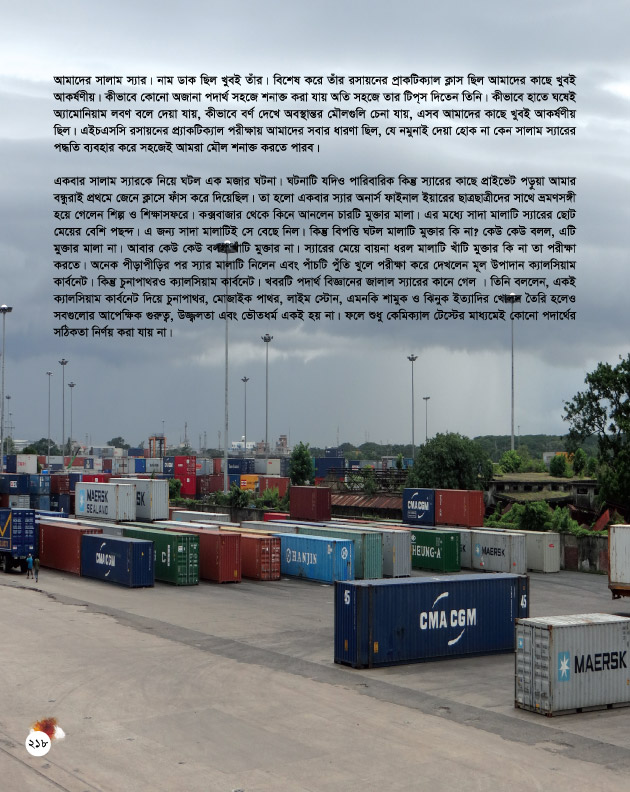 আমাদের সালাম স্যার। নাম ডাক ছিল খুবই তাঁর। বিশেষ করে তাঁর রসায়নের প্রাকটিক্যাল ক্লাস ছিল আমাদের কাছে খুবই
আকর্ষণীয়। কীভাবে কোনো অজানা পদার্থ সহজে শনাক্ত করা যায় অতি সহজে তার টিপ্স দিতেন তিনি। কীভাবে হাতে ঘষেই
অ্যামোনিয়াম লবণ বলে দেয়া যায়, কীভাবে বর্ণ দেখে অবস্থান্তর মৌলগুলি চেনা যায়, এসব আমাদের কাছে খুবই আকর্ষণীয়
ছিল। এইচএসসি রসায়নের প্র্যাকটিক্যাল পরীক্ষায় আমাদের সবার ধারণা ছিল, যে নমুনাই দেয়া হোক না কেন সালাম স্যারের
পদ্ধতি ব্যবহার করে সহজেই আমরা মৌল শনাক্ত করতে পারব।
একবার সালাম স্যারকে নিয়ে ঘটল এক মজার ঘটনা। ঘটনাটি যদিও পারিবারিক কিন্তু স্যারের কাছে প্রাইভেট পড়ুয়া আমার
বন্ধুরাই প্রথমে জেনে ক্লাসে ফাঁস করে দিয়েছিল। তা হলো একবার স্যার অনার্স ফাইনাল ইয়ারের ছাত্রছাত্রীদের সাথে ভ্রমণসঙ্গী
হয়ে গেলেন শিল্প ও শিক্ষাসফরে। কক্সবাজার থেকে কিনে আনলেন চারটি মুক্তার মালা। এর মধ্যে সাদা মালাটি স্যারের ছোট
মেয়ের বেশি পছন্দ। এ জন্য সাদা মালাটিই সে বেছে নিল। কিন্তু বিপত্তি ঘটল মালাটি মুক্তার কি না? কেউ কেউ বলল, এটি
মুক্তার মালা না। আবার কেউ কেউ বলল খাঁটি মুক্তার না। স্যারের মেয়ে বায়না ধরল মালাটি খাঁটি মুক্তার কি না তা পরীক্ষা
করতে। অনেক পীড়াপীড়ির পর স্যার মালাটি নিলেন এবং পাঁচটি পুঁতি খুলে পরীক্ষা করে দেখলেন মূল উপাদান ক্যালসিয়াম
কার্বনেট। কিন্তু চুনাপাথরও ক্যালসিয়াম কার্বনেট। খবরটি পদার্থ বিজ্ঞানের জালাল স্যারের কানে গেল । তিনি বললেন, একই
ক্যালসিয়াম কার্বনেট দিয়ে চুনাপাথর, মোজাইক পাথর, লাইম স্টোন, এমনকি শামুক ও ঝিনুক ইত্যাদির খোলস তৈরি হলেও
সবগুলোর আপেক্ষিক গুরুত্ব, উজ্জ্বলতা এবং ভৌতধর্ম একই হয় না। ফলে শুধু কেমিক্যাল টেস্টের মাধ্যমেই কোনো পদার্থের
সঠিকতা নির্ণয় করা যায় না।
MAERSK
SEALAND
CMA CGM
HANJIN
CHEUNG-A
MAERSK
CMA CGM
45
CMA CGM
45
MAERSK
২১৮